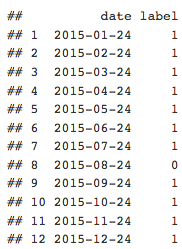 ##          date label
## 1  2015-01-24     1
## 2  2015-02-24     1
## 3  2015-03-24     1
## 4  2015-04-24     1
## 5  2015-05-24     1
## 6  2015-06-24     1
## 7  2015-07-24     1
## 8  2015-08-24     0
## 9  2015-09-24     1
## 10 2015-10-24     1
## 11 2015-11-24     1
## 12 2015-12-24     1